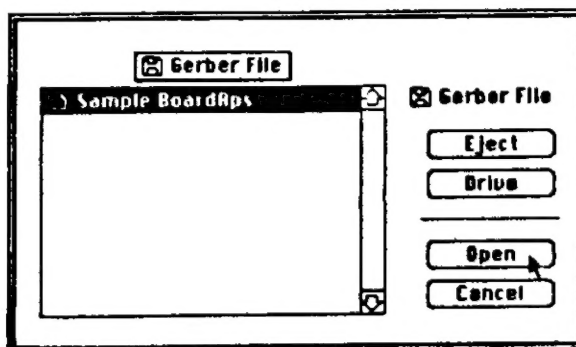 Gerber File
Sample BoardAps
Gerber File
Eject
Drive
Open
Cancel